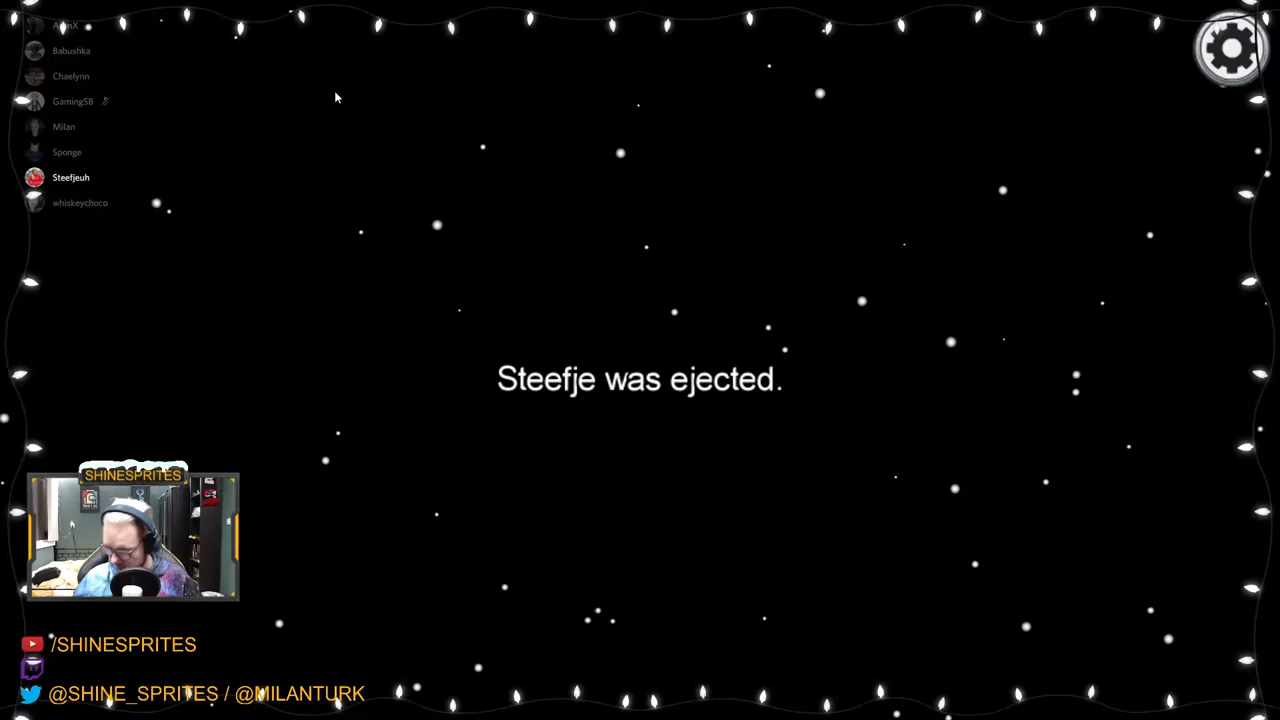 Babushka
Chaelynn
GamingSB
Milan
Sponge
Steefjeuh
whiskeychoco
Steefje was ejected.
SHINESPRITES
/SHINESPRITES
@SHINE_SPRITES / @MILANTURK